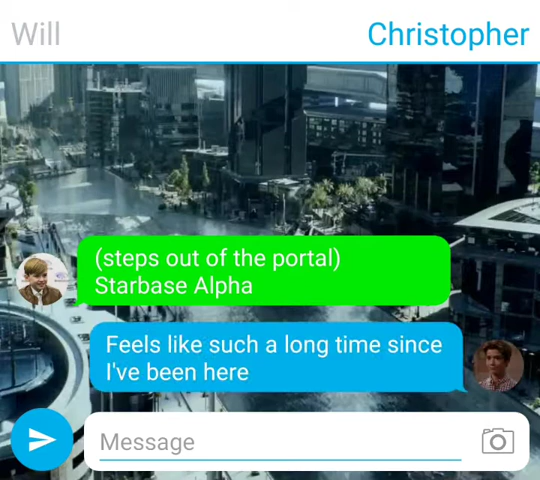 Will
Christopher
(steps out of the portal)
Starbase Alpha
Feels like such a long time since
I've been here
Message